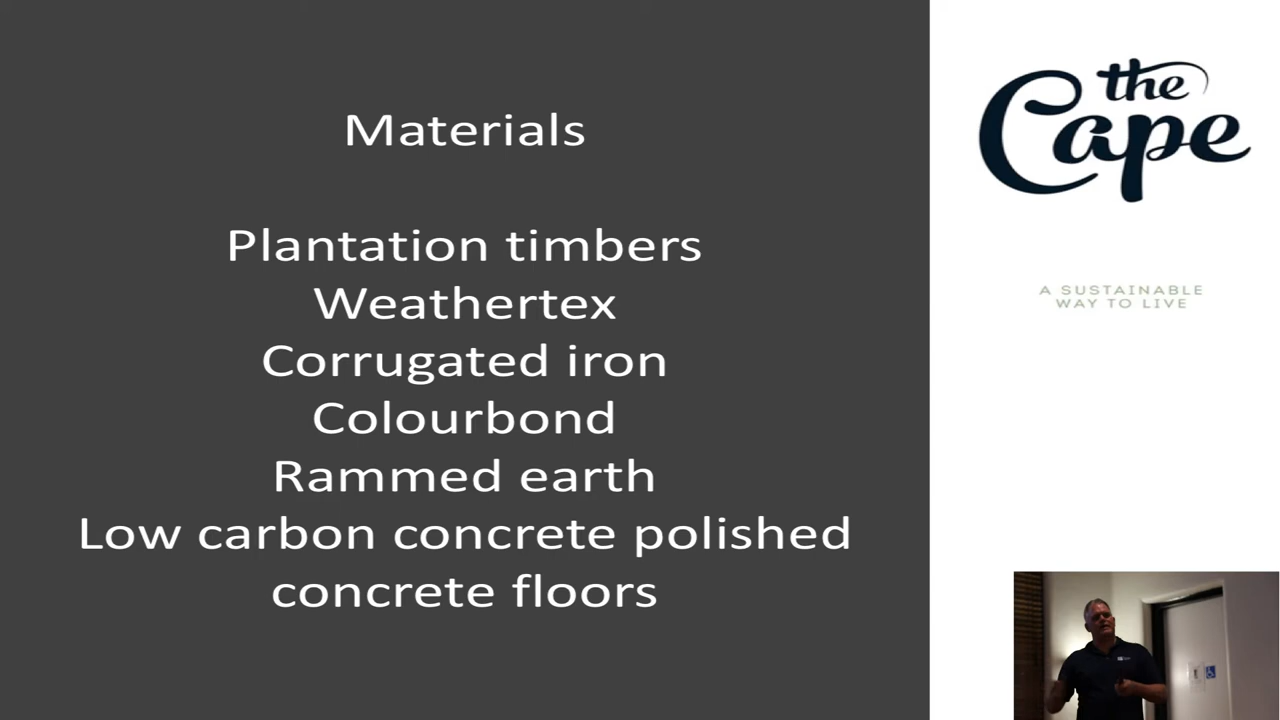 Materials
Plantation timbers
Weathertex
Corrugated iron
Colourbond
Rammed earth
Low carbon concrete polished
concrete floors
the
Cape
A SUSTAINABLE
WAY TO LIVE